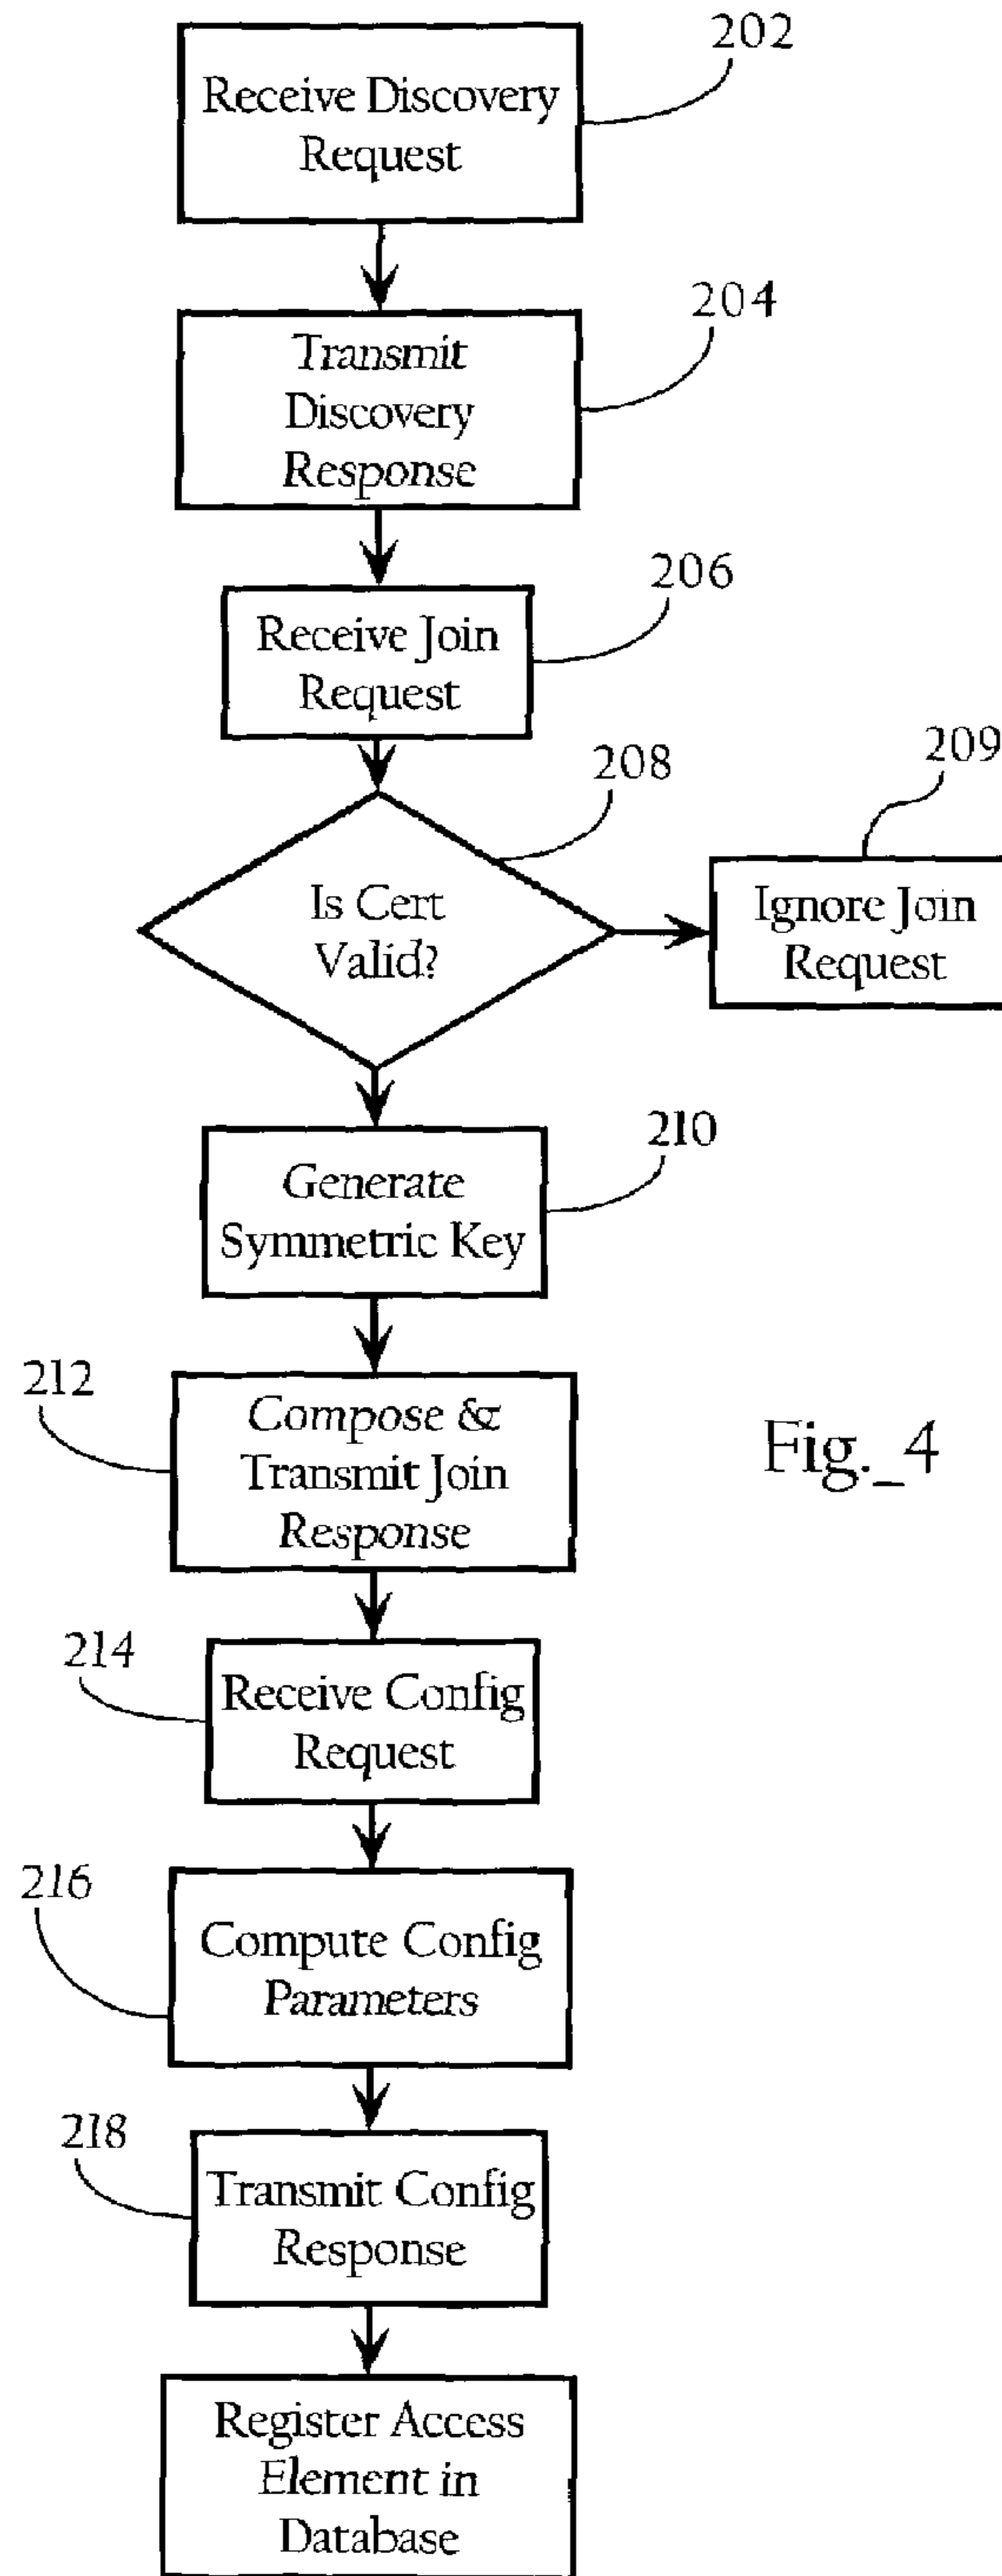 202
Receive Discovery
Request
204
Transmit
Discovery
Response
206
Receive Join
Request
208
Is Cert
Valid?
209
Ignore Join
Request
210
Generate
Symmetric Key
212
Compose &
Transmit Join
Response
Fig._4
214
Receive Config
Request
216
Compute Config
Parameters
218
Transmit Config
Response
Register Access
Element in
Database